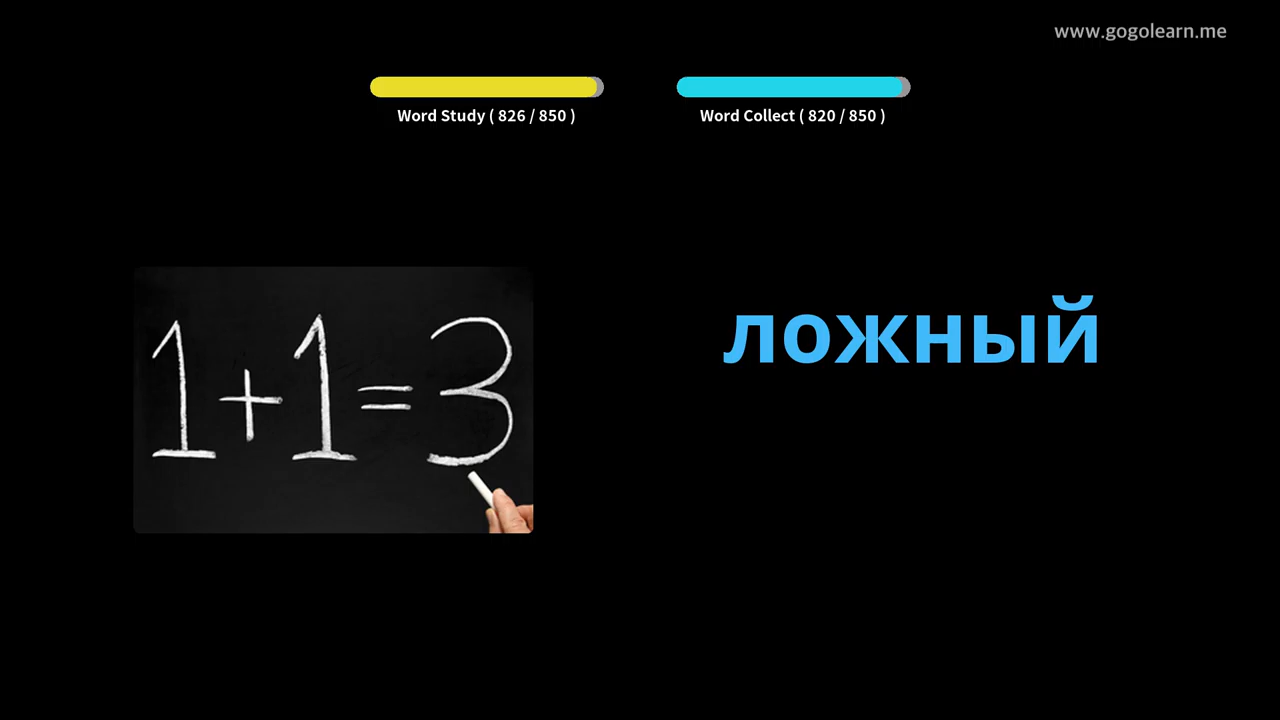 www.gogolearn.me
Word Study ( 826 / 850 )
Word Collect ( 820 / 850 )
1+1=3
ложный